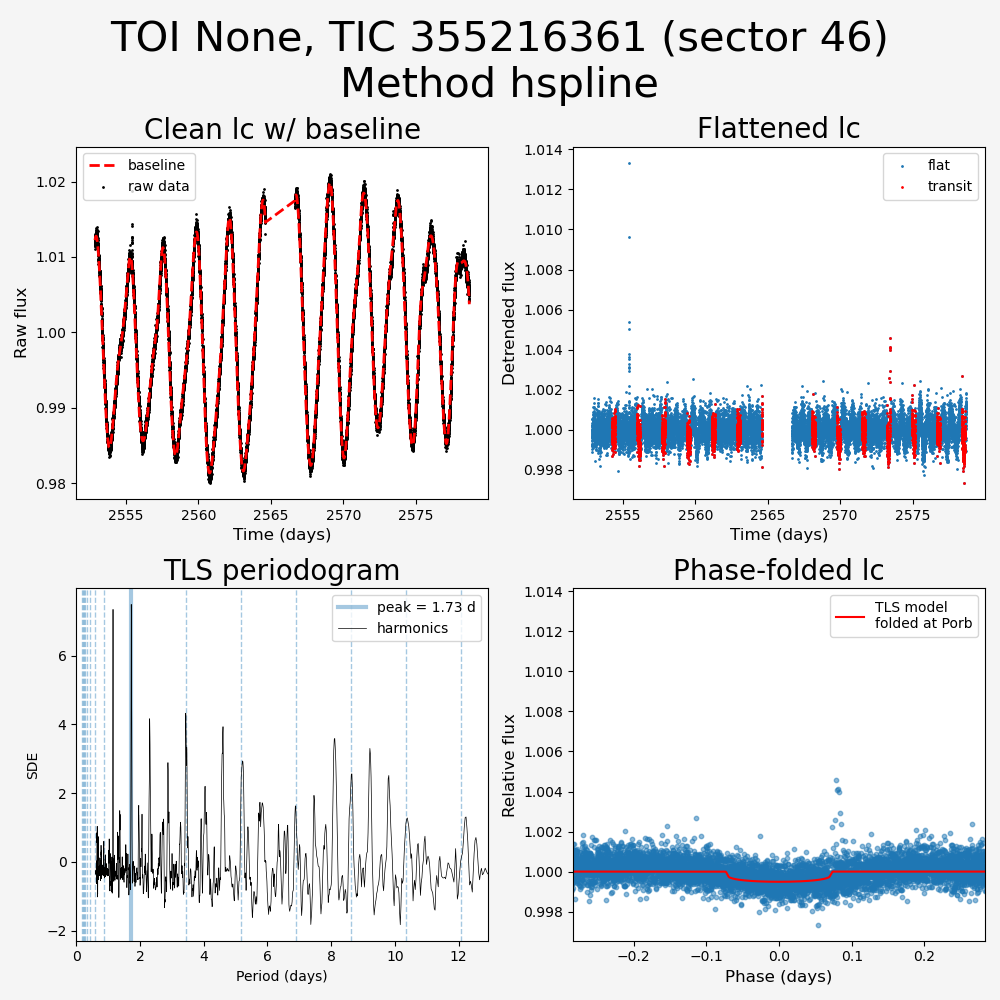 TOI None, TIC 355216361 (sector 46)
Method hspline
Clean lc w/ baseline
baseline
raw data
1.02
1.01
1.00
0.99
0.98
Raw flux
2555
2560
2565
2570
2575
Time (days)
Flattened lc
flat
transit
1.014
1.012
1.010
1.008
1.006
1.004
1.002
1.000
0.998
Detrended flux
2555
2560
2565
2570
2575
Time (days)
TLS periodogram
peak = 1.73 d
harmonics
6
4
2
0
−2
SDE
0
2
4
6
8
10
12
Period (days)
Phase-folded lc
TLS model
folded at Porb
1.014
1.012
1.010
1.008
1.006
1.004
1.002
1.000
0.998
Relative flux
−0.2
−0.1
0.0
0.1
0.2
Phase (days)